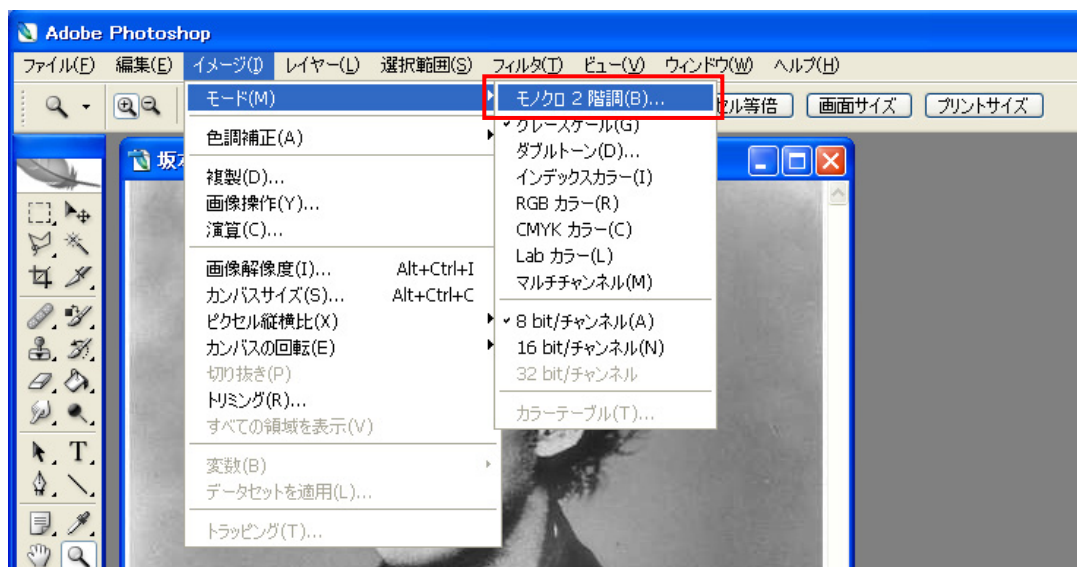 Adobe Photoshop
ファイル(F) 編集(E) イメージ(I) レイヤー(L) 選択範囲(S) フィルタ(T) ビュー(V) ウィンドウ(W) ヘルプ(H)
セル等倍 画面サイズ プリントサイズ
坂本
モード(M)
色調補正(A)
複製(D)...
画像操作(Y)...
演算(C)...
画像解像度(I)... Alt+Ctrl+I
カンバスサイズ(S)... Alt+Ctrl+C
ピクセル縦横比(X)
カンバスの回転(E)
切り抜き(P)
トリミング(R)...
すべての領域を表示(V)
変数(B)
データセットを適用(L)...
トラッピング(T)...
モノクロ 2 階調(B)...
グレースケール(G)
ダブルトーン(D)...
インデックスカラー(I)
RGB カラー(R)
CMYK カラー(C)
Lab カラー(L)
マルチチャンネル(M)
8 bit/チャンネル(A)
16 bit/チャンネル(N)
32 bit/チャンネル
カラーテーブル(T)...